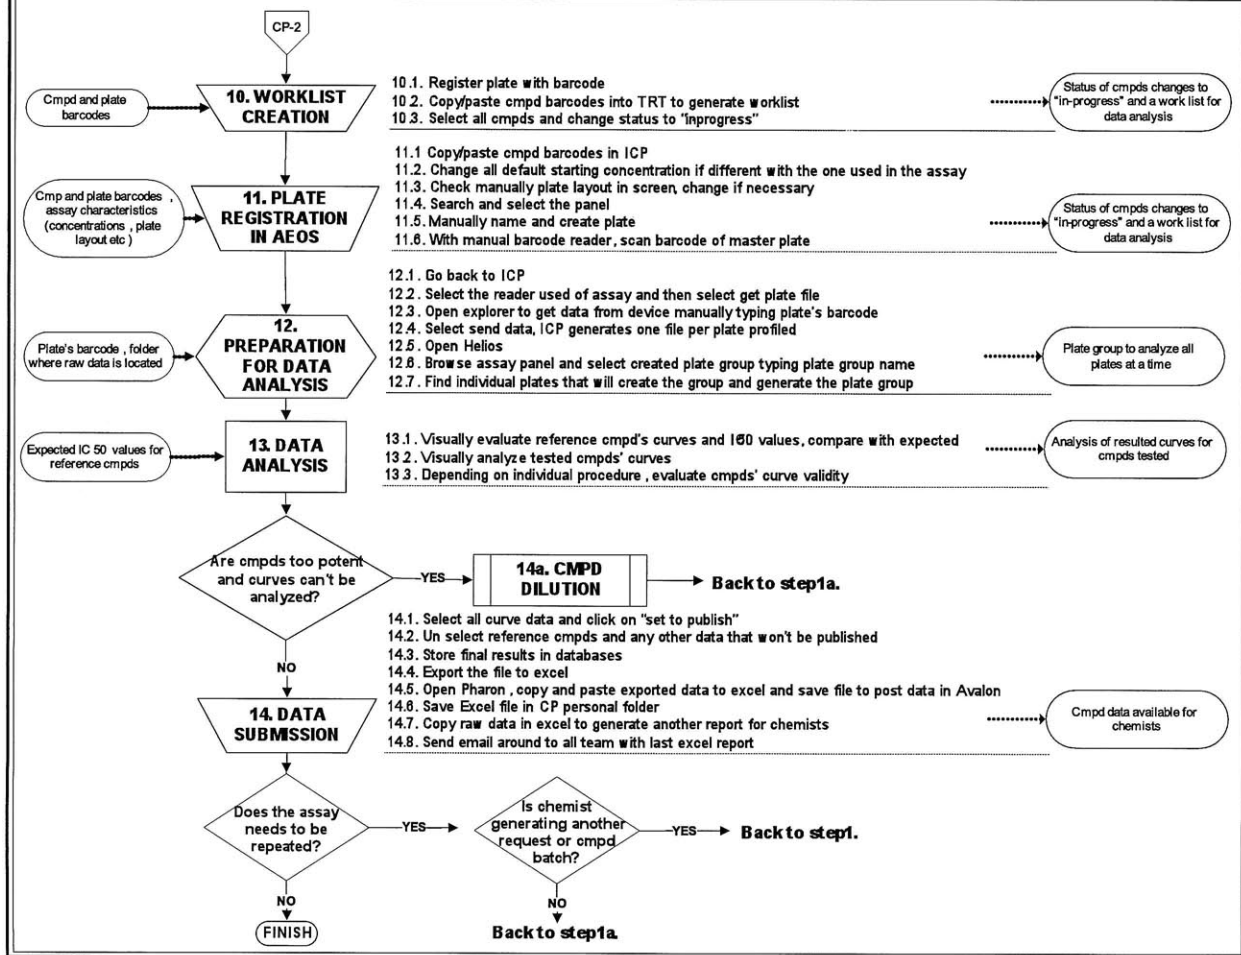 CP-2
Cmpd and plate
barcodes
10. WORKLIST
CREATION
10.1. Register plate with barcode
10.2. Copy/paste cmpd barcodes into TRT to generate worklist
10.3. Select all cmpds and change status to "inprogress"
Status of cmpds changes to
"in-progress" and a work list for
data analysis
Cmp and plate barcodes ,
assay characteristics
(concentrations , plate
layout etc )
11. PLATE
REGISTRATION
IN AEOS
11.1 Copy/paste cmpd barcodes in ICP
11.2. Change all default starting concentration if different with the one used in the assay
11.3. Check manually plate layout in screen, change if necessary
11.4. Search and select the panel
11.5. Manually name and create plate
11.6. With manual barcode reader, scan barcode of master plate
Status of cmpds changes to
"in-progress" and a work list for
data analysis
Plate's barcode , folder
where raw data is located
12.
PREPARATION
FOR DATA
ANALYSIS
12.1. Go back to ICP
12.2. Select the reader used of assay and then select get plate file
12.3. Open explorer to get data from device manually typing plate's barcode
12.4. Select send data, ICP generates one file per plate profiled
12.5. Open Helios
12.6. Browse assay panel and select created plate group typing plate group name
12.7. Find individual plates that will create the group and generate the plate group
Plate group to analyze all
plates at a time
Expected IC 50 values for
reference cmpds
13. DATA
ANALYSIS
13.1. Visually evaluate reference cmpd's curves and I50 values, compare with expected
13.2. Visually analyze tested cmpds' curves
13.3. Depending on individual procedure , evaluate cmpds' curve validity
Analysis of resulted curves for
cmpds tested
Are cmpds too potent
and curves can't be
analyzed?
YES
14a. CMPD
DILUTION
Back to step1a.
NO
14. DATA
SUBMISSION
14.1. Select all curve data and click on "set to publish"
14.2. Un select reference cmpds and any other data that won't be published
14.3. Store final results in databases
14.4. Export the file to excel
14.5. Open Pharon , copy and paste exported data to excel and save file to post data in Avalon
14.6. Save Excel file in CP personal folder
14.7. Copy raw data in excel to generate another report for chemists
14.8. Send email around to all team with last excel report
Cmpd data available for
chemists
Does the assay
needs to be
repeated?
YES
Is chemist
generating another
request or cmpd
batch?
YES
Back to step1.
NO
FINISH
NO
Back to step1a.